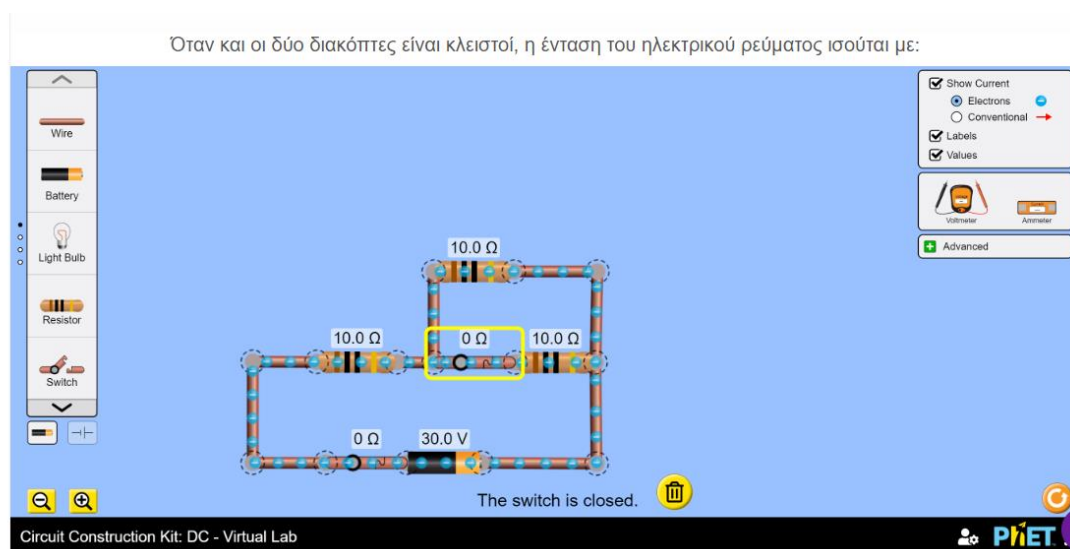 Όταν και οι δύο διακόπτες είναι κλειστοί, η ένταση του ηλεκτρικού ρεύματος ισούται με:
Wire
Battery
Light Bulb
Resistor
Switch
Show Current
Electrons
Conventional
Labels
Values
Voltmeter
Ammeter
Advanced
10.0 Ω
10.0 Ω
0 Ω
10.0 Ω
0 Ω
30.0 V
The switch is closed.
Circuit Construction Kit: DC - Virtual Lab
PhET